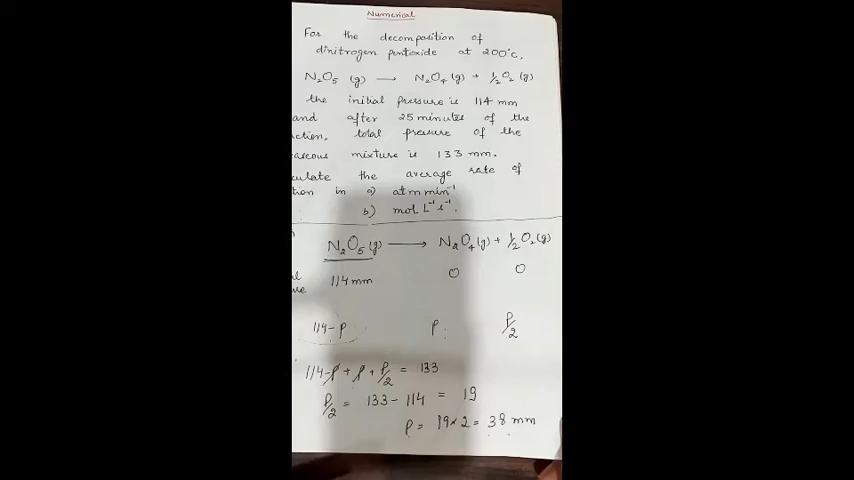 Numerical
For the decomposition of
dinitrogen pentoxide at 200°C,
N₂O₅ (g) ⟶ N₂O₄(g) + ½O₂ (g)
the initial pressure is 114 mm
and after 25 minutes of the
ction, total pressure of the
aseous mixture is 133 mm.
culate the average rate of
tion in a) atm min⁻¹
b) mol L⁻¹ s⁻¹.
N₂O₅(g) ⟶ N₂O₄(g) + ½O₂(g)
114 mm 0 0
114-p p p/2
114-p + p + p/2 = 133
p/2 = 133 - 114 = 19
p = 19 × 2 = 38 mm